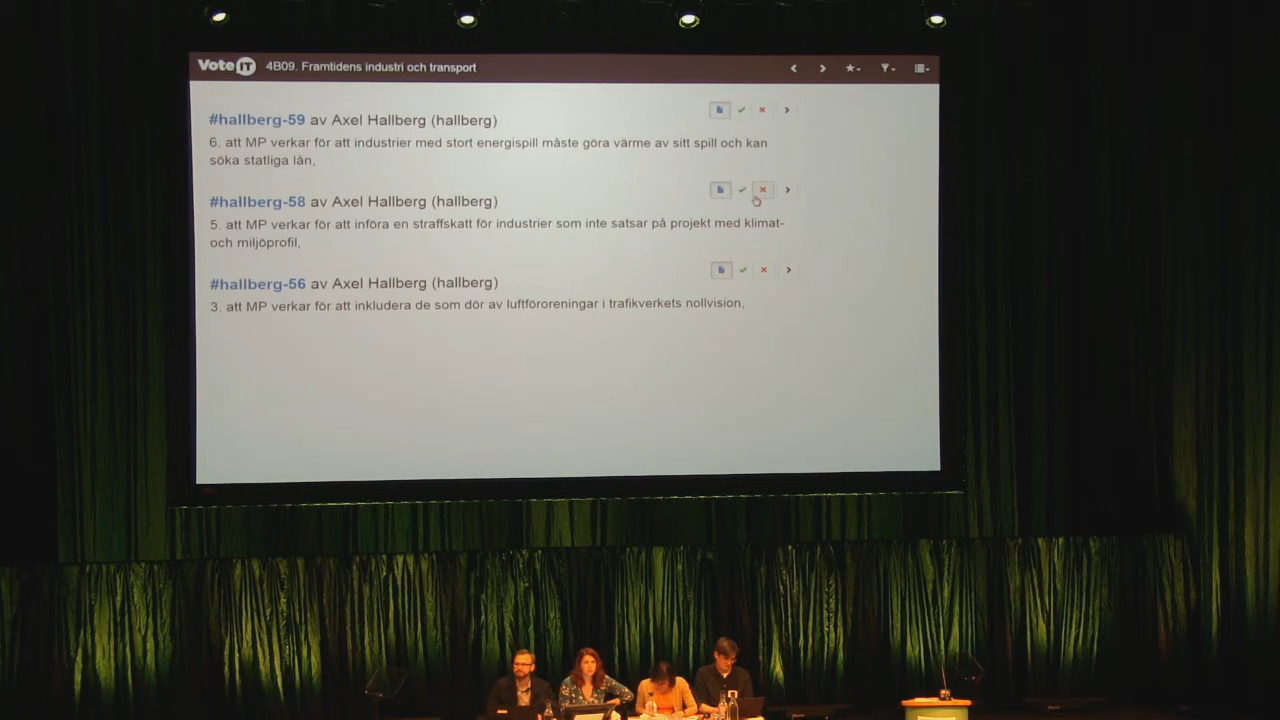 VoteIT 4B09. Framtidens industri och transport
#hallberg-59 av Axel Hallberg (hallberg)
6. att MP verkar för att industrier med stort energispill måste göra värme av sitt spill och kan
söka statliga lån,
#hallberg-58 av Axel Hallberg (hallberg)
5. att MP verkar för att införa en straffskatt för industrier som inte satsar på projekt med klimat-
och miljöprofil,
#hallberg-56 av Axel Hallberg (hallberg)
3. att MP verkar för att inkludera de som dör av luftföroreningar i trafikverkets nollvision,